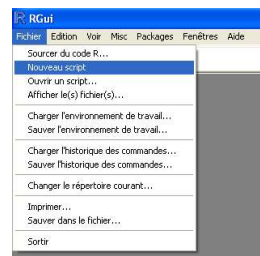 RGui
Fichier Edition Voir Misc Packages Fenêtres Aide
Sourcer du code R...
Nouveau script
Ouvrir un script...
Afficher le(s) fichier(s)...
Charger l'environnement de travail...
Sauver l'environnement de travail...
Charger l'historique des commandes...
Sauver l'historique des commandes...
Changer le répertoire courant...
Imprimer...
Sauver dans le fichier...
Sortir